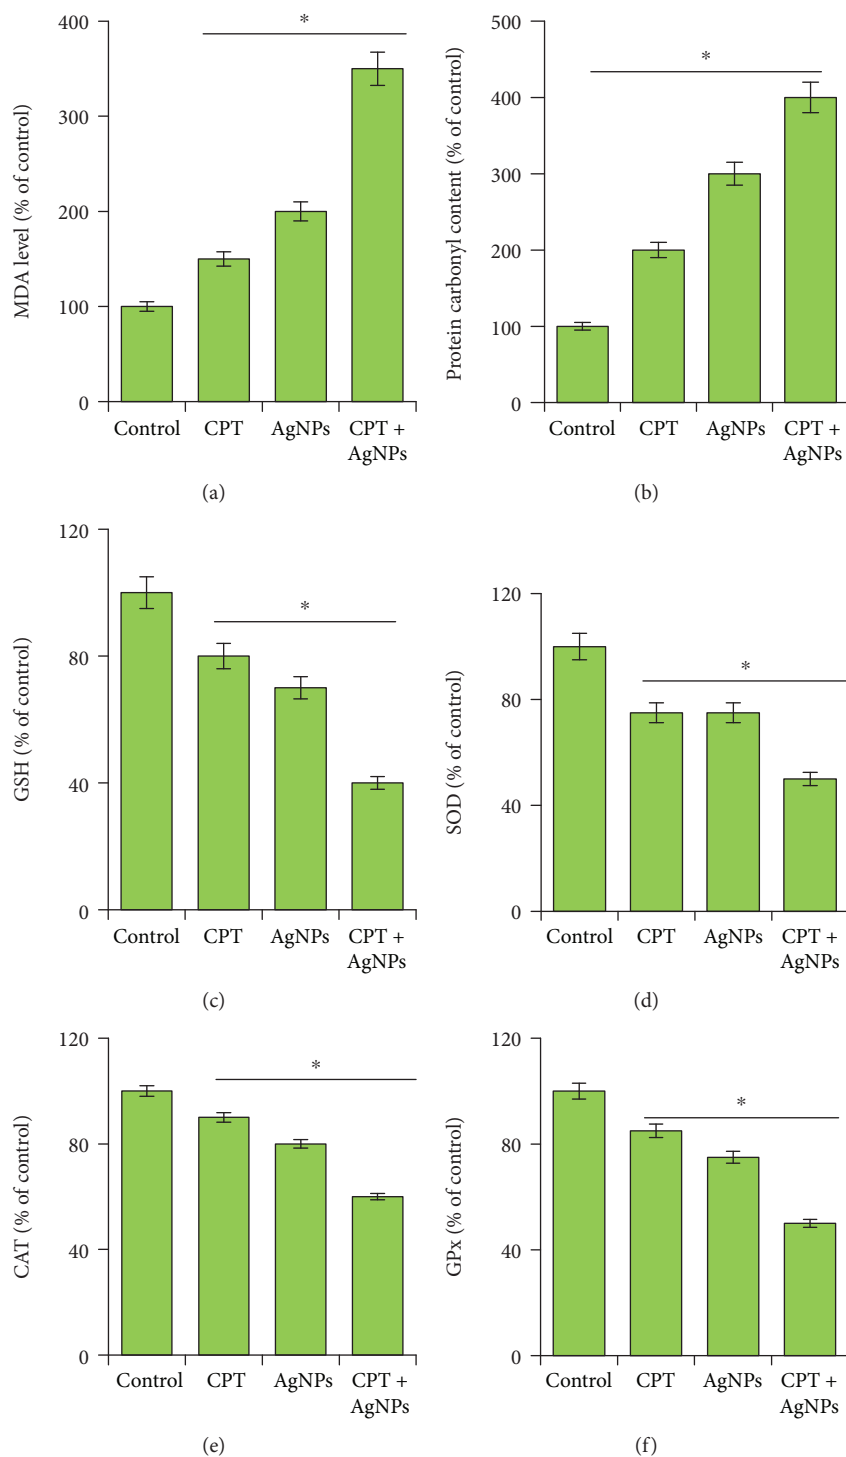 400
300
200
100
0
MDA level (% of control)
*
Control
CPT
AgNPs
CPT +
AgNPs
(a)
500
400
300
200
100
0
Protein carbonyl content (% of control)
*
Control
CPT
AgNPs
CPT +
AgNPs
(b)
120
80
40
0
GSH (% of control)
*
Control
CPT
AgNPs
CPT +
AgNPs
(c)
120
80
40
0
SOD (% of control)
*
Control
CPT
AgNPs
CPT +
AgNPs
(d)
120
80
40
0
CAT (% of control)
*
Control
CPT
AgNPs
CPT +
AgNPs
(e)
120
80
40
0
GPx (% of control)
*
Control
CPT
AgNPs
CPT +
AgNPs
(f)